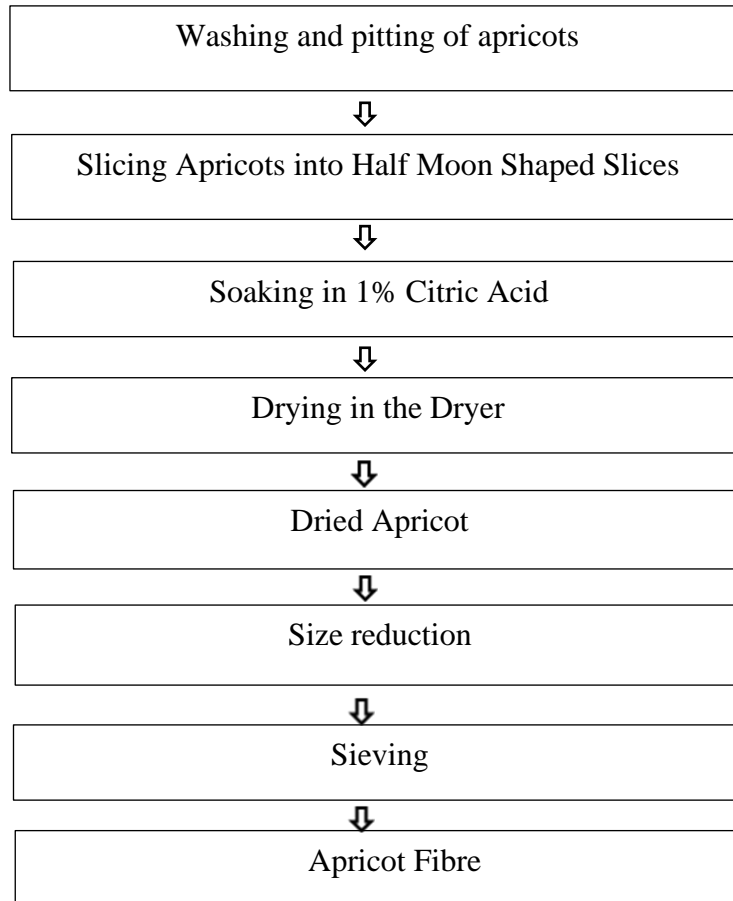 Washing and pitting of apricots
Slicing Apricots into Half Moon Shaped Slices
Soaking in 1% Citric Acid
Drying in the Dryer
Dried Apricot
Size reduction
Sieving
Apricot Fibre